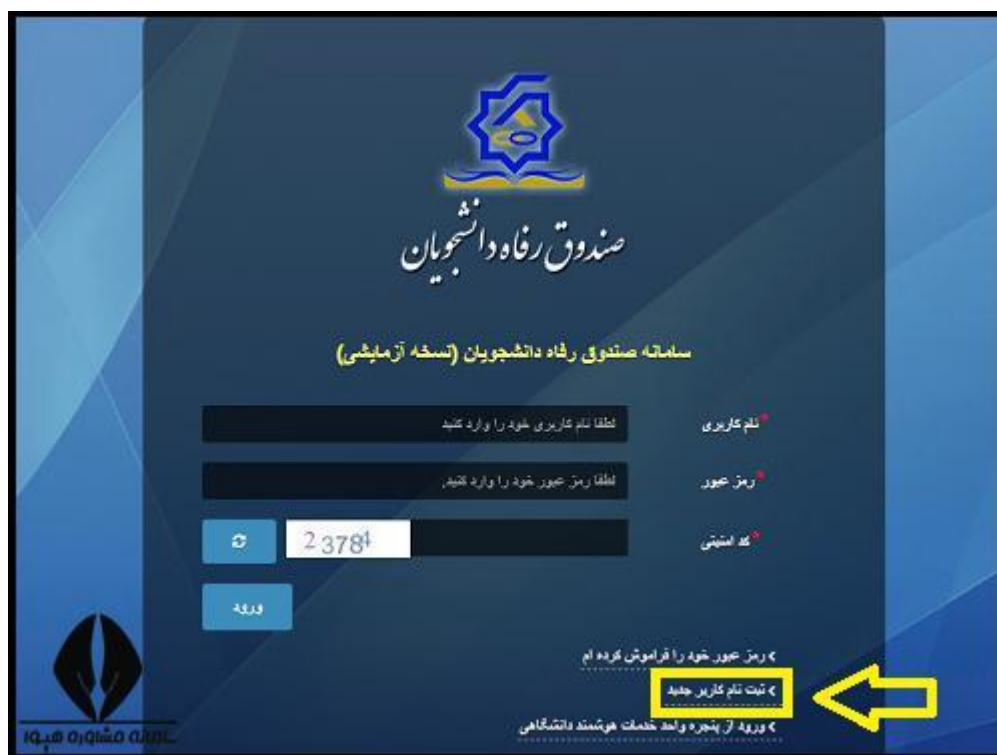 صندوق رفاه دانشجویان
سامانه صندوق رفاه دانشجویان (نسخه آزمایشی)
*نام کاربری
لطفا نام کاربری خود را وارد کنید
*رمز عبور
لطفا رمز عبور خود را وارد کنید.
*کد امنیتی
23784
ورود
رمز عبور خود را فراموش کرده ام
ثبت نام کاربر جدید
ورود از پنجره واحد خدمات هوشمند دانشگاهی
سامانه مشاوره هیوا